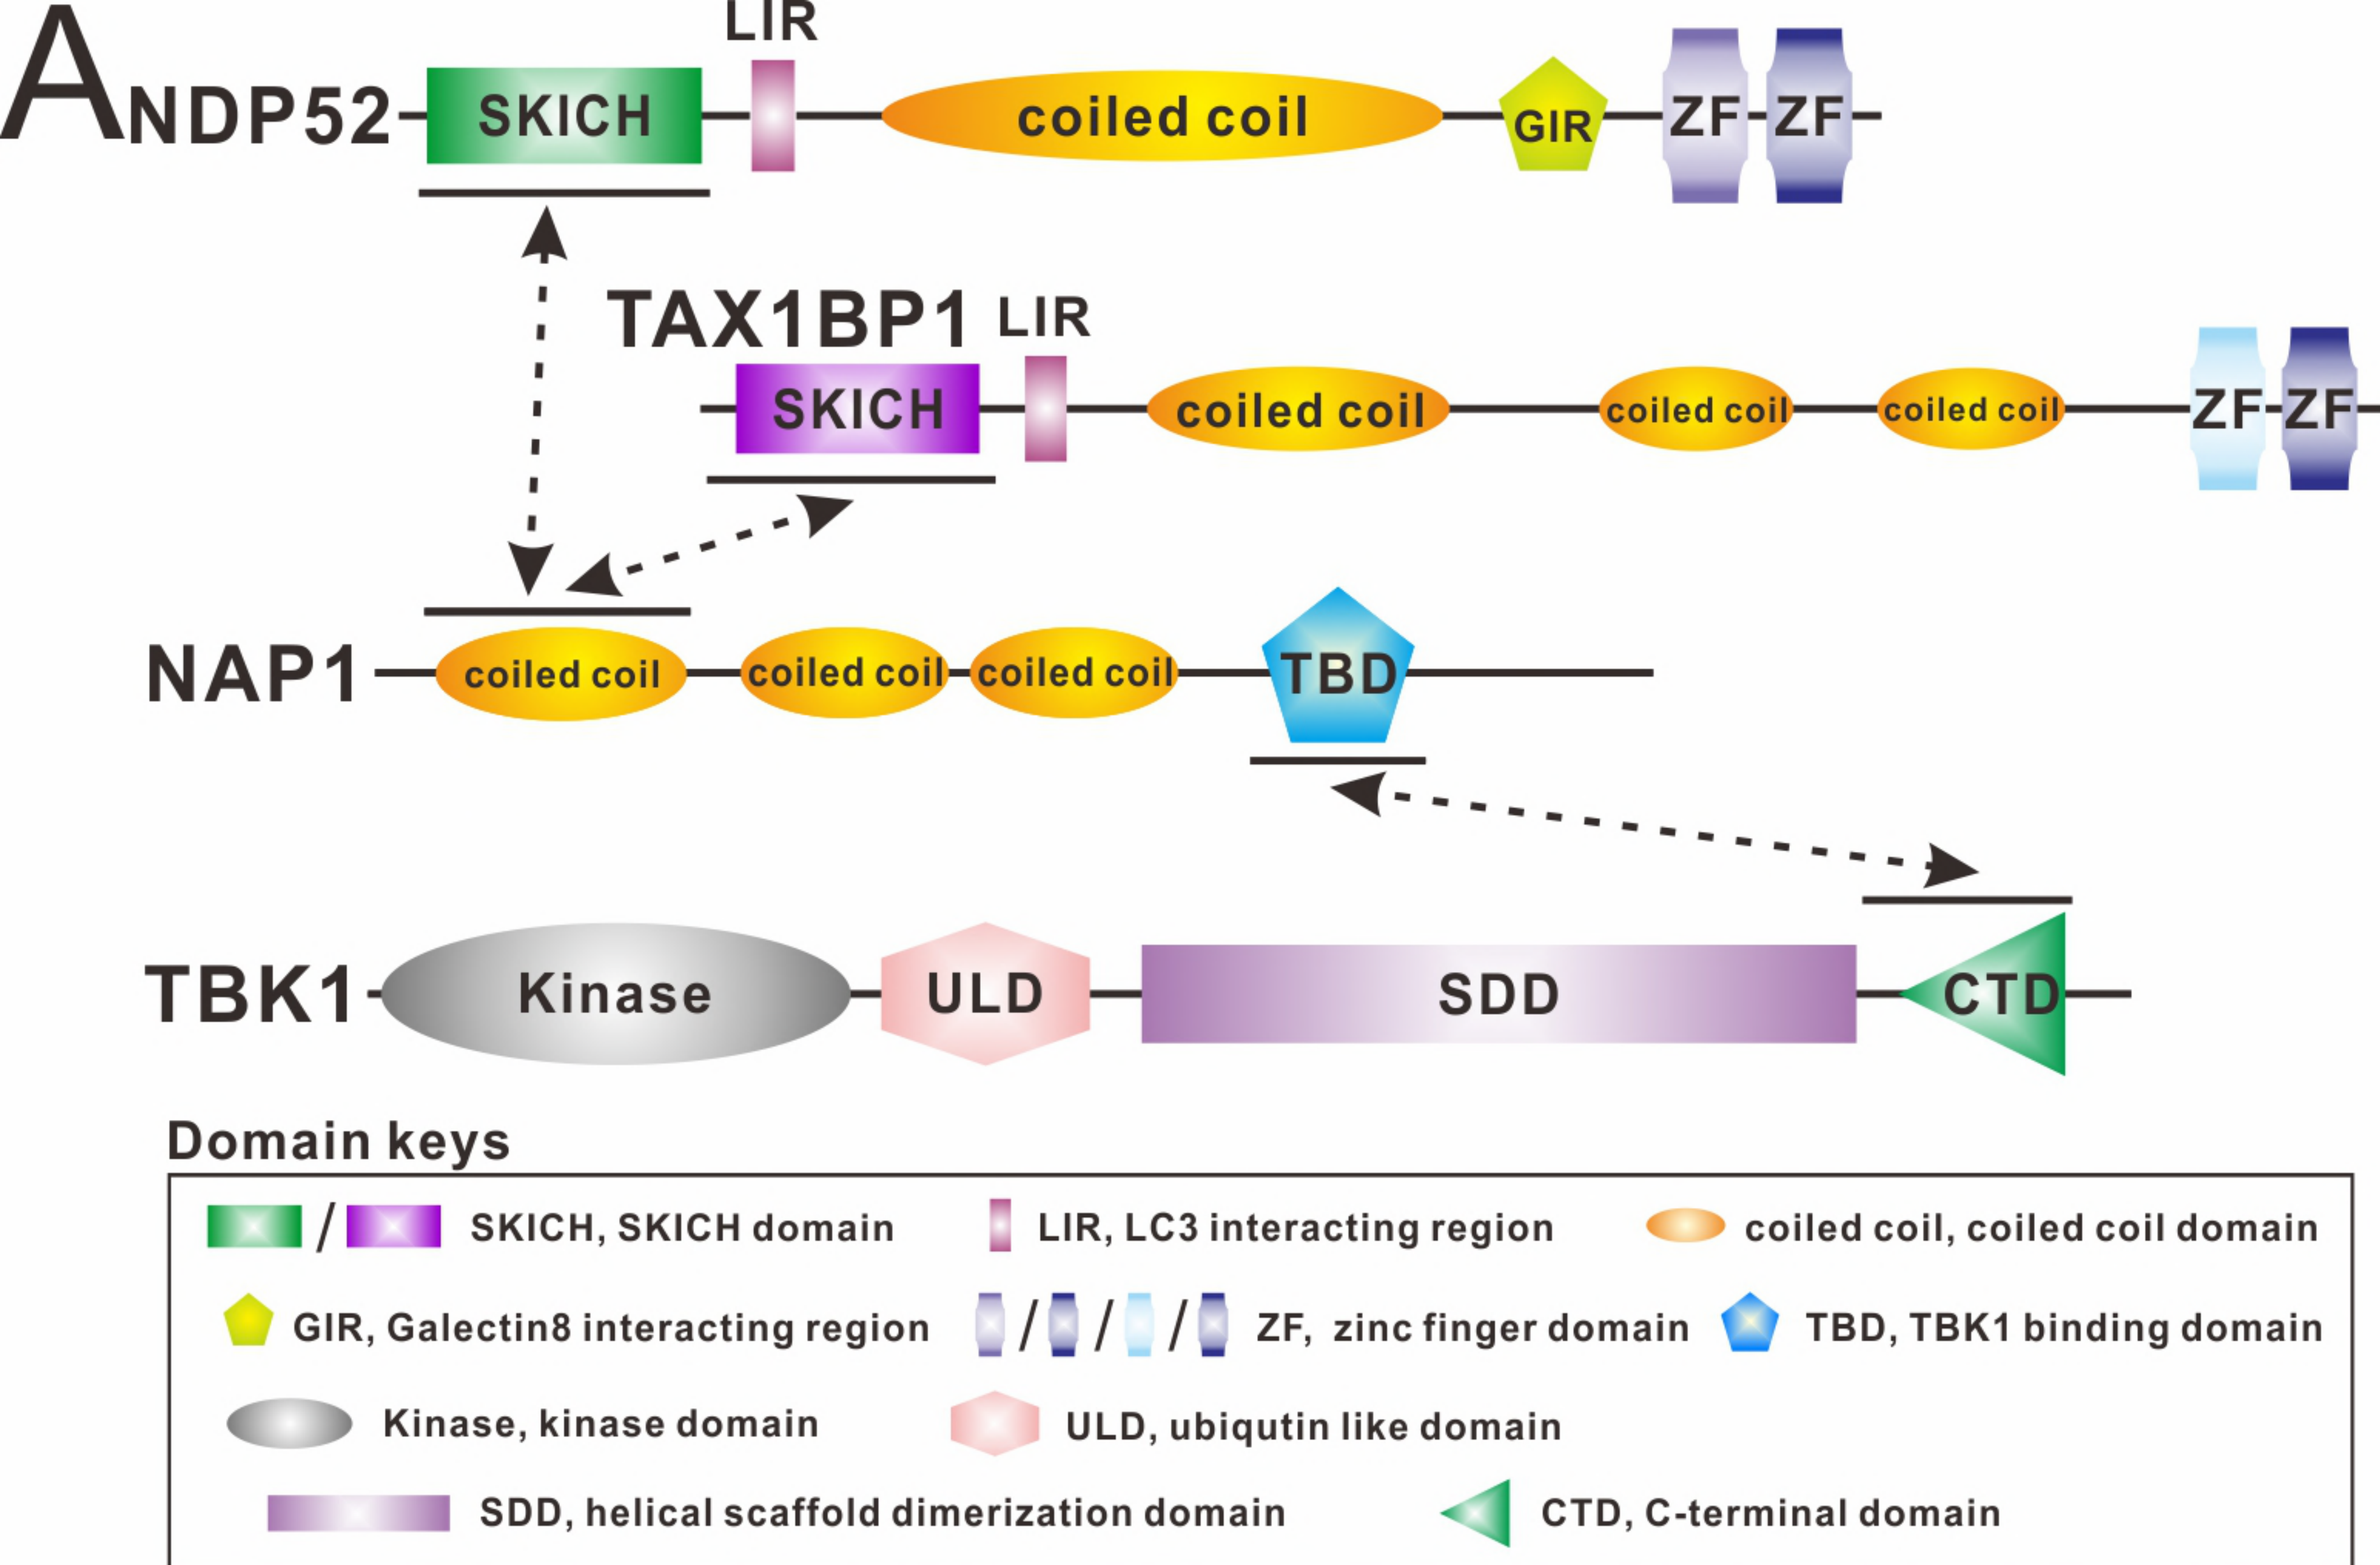 A
LIR
NDP52 SKICH coiled coil GIR ZF ZF
TAX1BP1 LIR
SKICH coiled coil coiled coil coiled coil ZF ZF
NAP1 coiled coil coiled coil coiled coil TBD
TBK1 Kinase ULD SDD CTD
Domain keys
/ SKICH, SKICH domain LIR, LC3 interacting region coiled coil, coiled coil domain
GIR, Galectin8 interacting region / / / ZF, zinc finger domain TBD, TBK1 binding domain
Kinase, kinase domain ULD, ubiqutin like domain
SDD, helical scaffold dimerization domain CTD, C-terminal domain